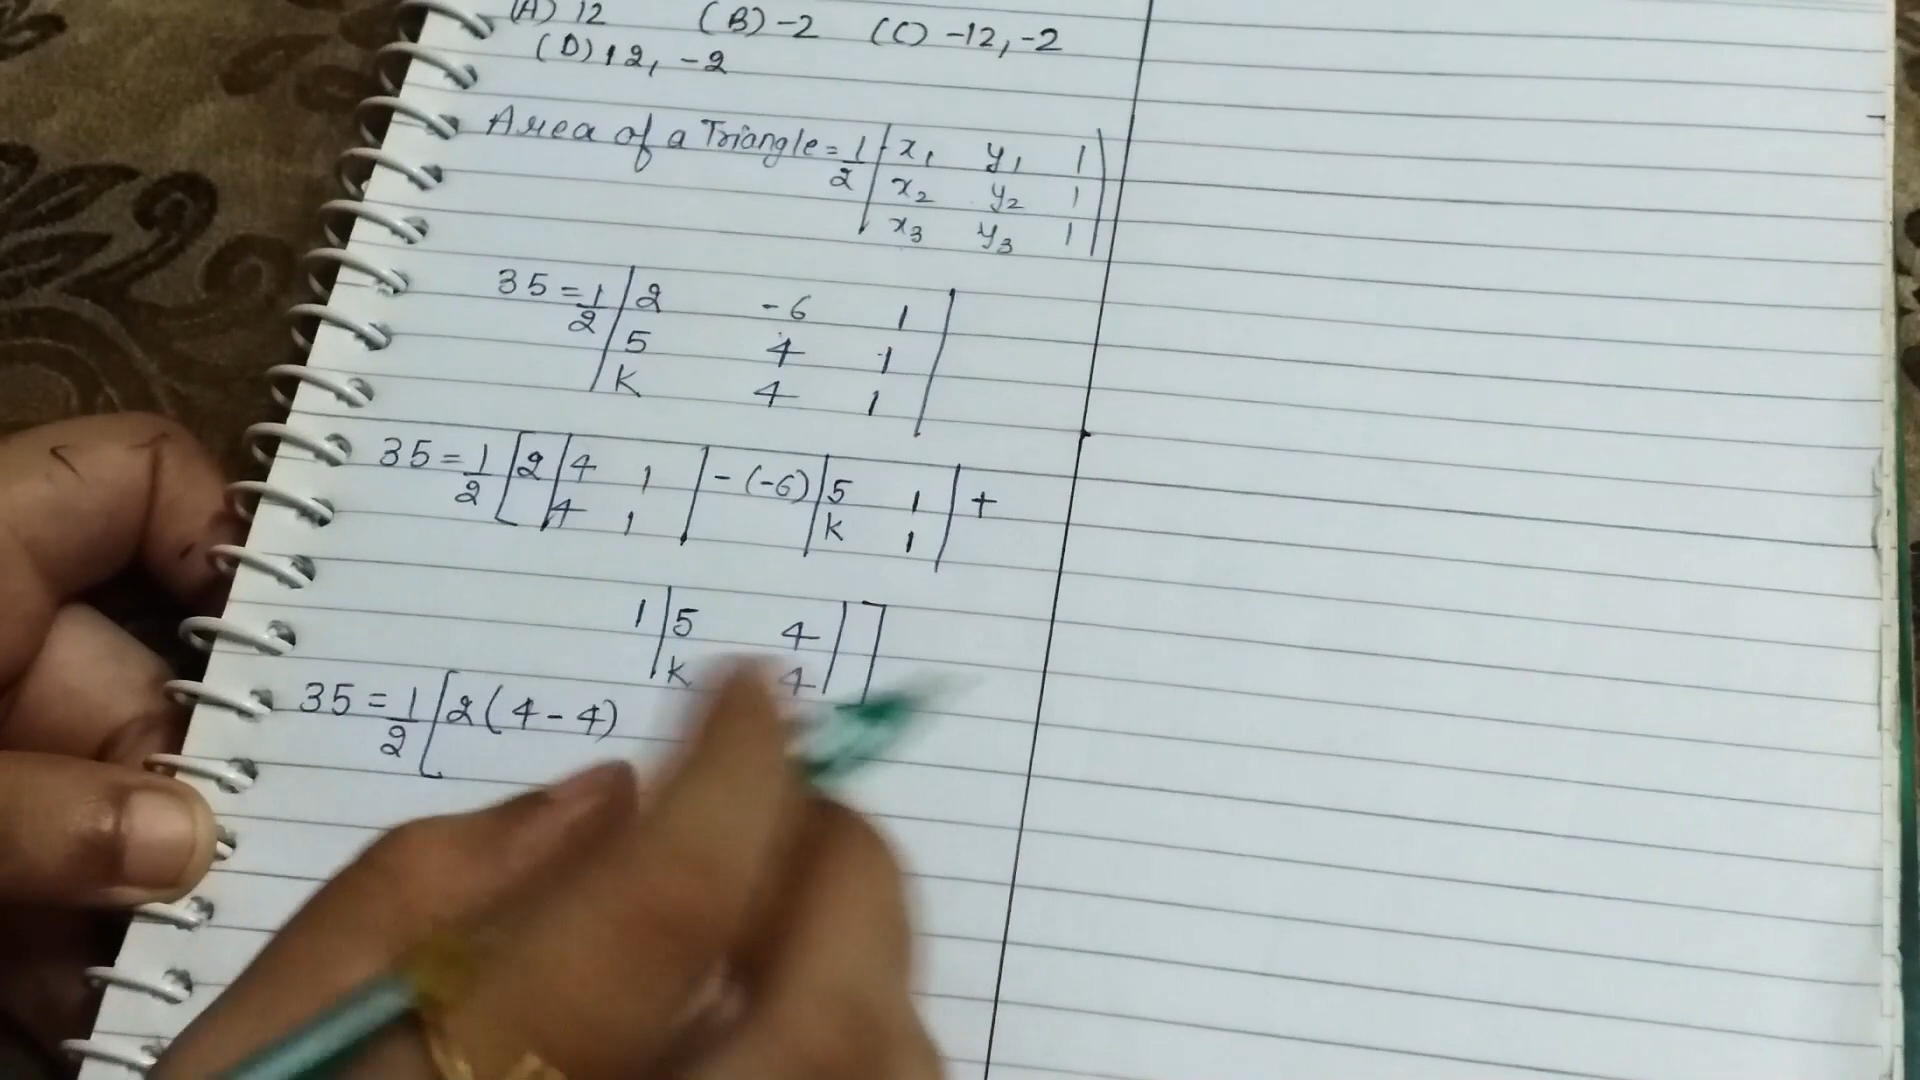 (A) 12 (B) -2 (C) -12, -2
(D) 12, -2
Area of a Triangle = 1/2 | x₁ y₁ 1 |
x₂ y₂ 1
x₃ y₃ 1
35 = 1/2 | 2 -6 1 |
5 4 1
K 4 1
35 = 1/2 [ 2 | 4 1 | - (-6) | 5 1 | +
4 1 K 1
1 | 5 4 | ]
K 4
35 = 1/2 [ 2 ( 4 - 4 )